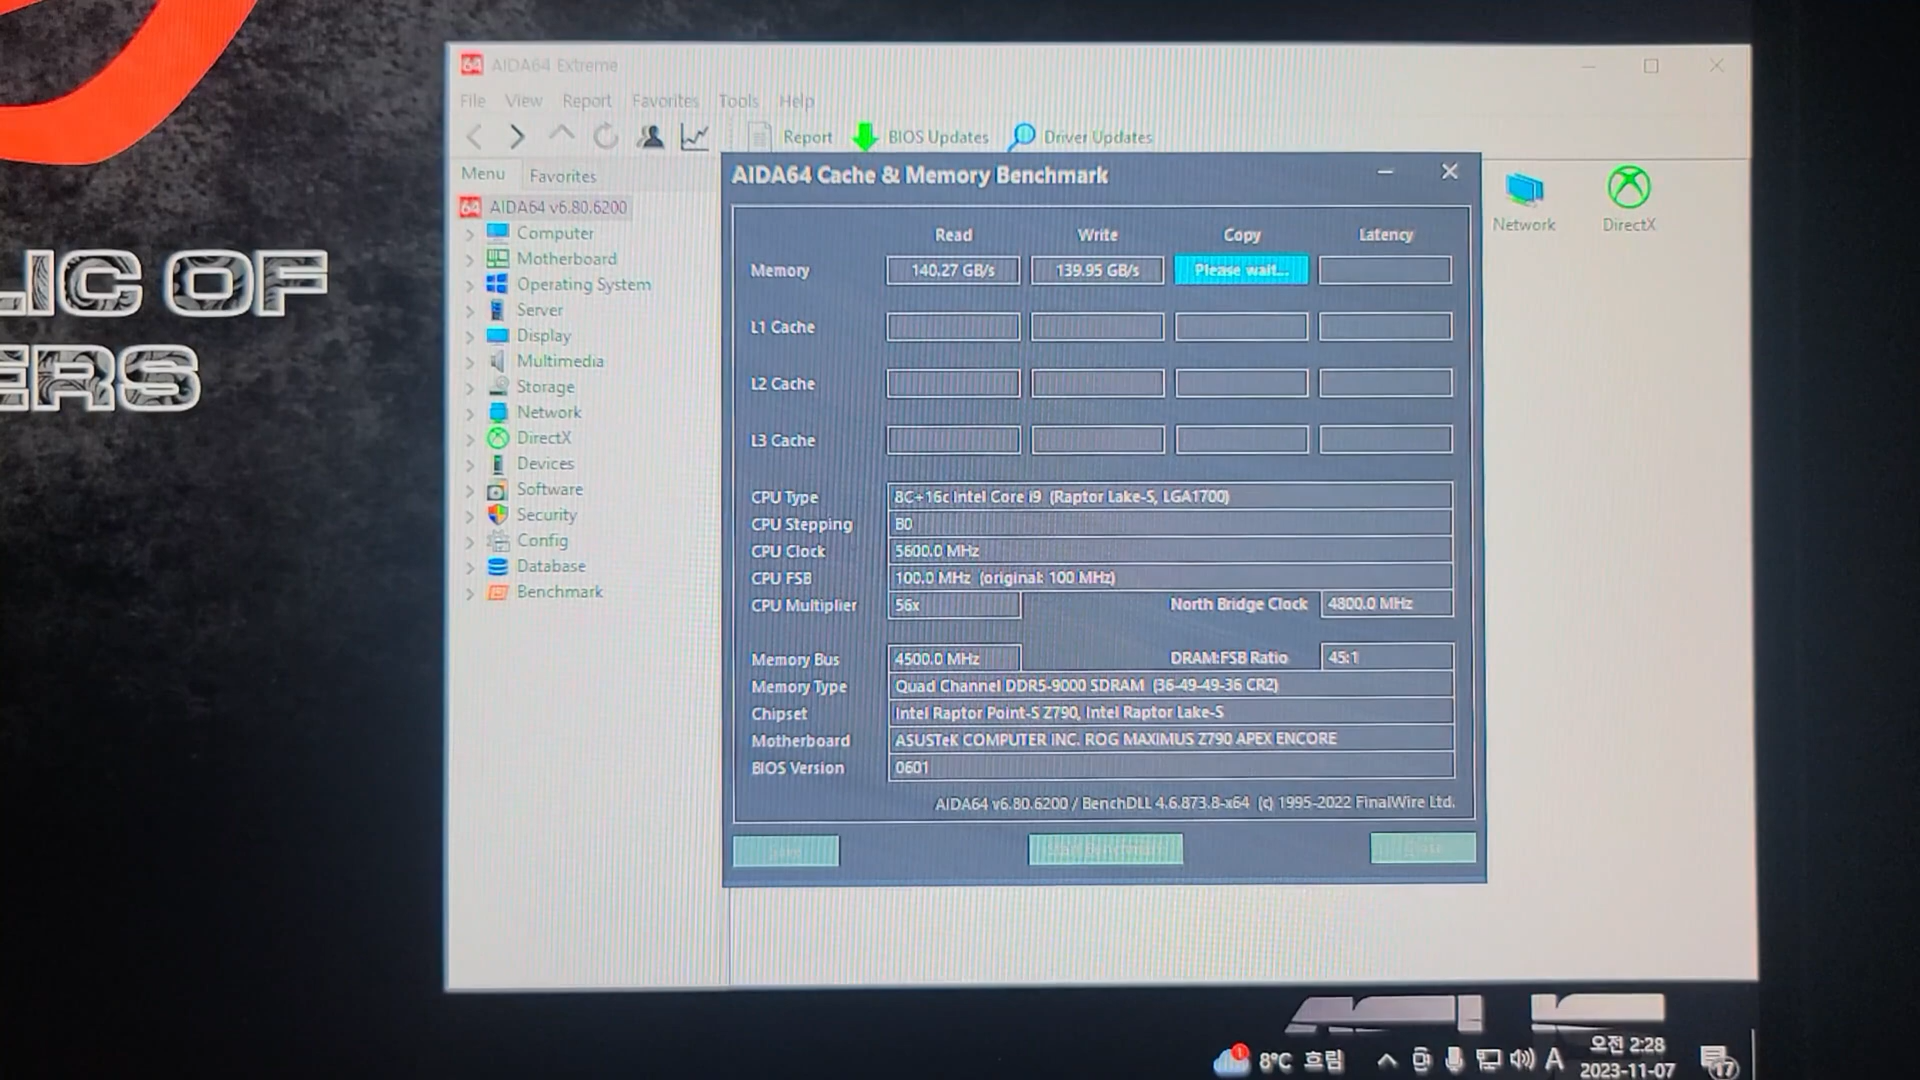 LIC OF
ERS
64 AIDA64 Extreme
File View Report Favorites Tools Help
Report BIOS Updates Driver Updates
Menu Favorites
64 AIDA64 v6.80.6200
Computer
Motherboard
Operating System
Server
Display
Multimedia
Storage
Network
DirectX
Devices
Software
Security
Config
Database
Benchmark
Network DirectX
AIDA64 Cache & Memory Benchmark
Read Write Copy Latency
Memory 140.27 GB/s 139.95 GB/s Please wait...
L1 Cache
L2 Cache
L3 Cache
CPU Type 8C+16c Intel Core i9 (Raptor Lake-S, LGA1700)
CPU Stepping B0
CPU Clock 5600.0 MHz
CPU FSB 100.0 MHz (original: 100 MHz)
CPU Multiplier 56x North Bridge Clock 4800.0 MHz
Memory Bus 4500.0 MHz DRAM:FSB Ratio 45:1
Memory Type Quad Channel DDR5-9000 SDRAM (36-49-49-36 CR2)
Chipset Intel Raptor Point-S Z790, Intel Raptor Lake-S
Motherboard ASUSTeK COMPUTER INC. ROG MAXIMUS Z790 APEX ENCORE
BIOS Version 0601
AIDA64 v6.80.6200 / BenchDLL 4.6.873.8-x64 (c) 1995-2022 FinalWire Ltd.
1 8°C 흐림 A 오전 2:28
2023-11-07 17